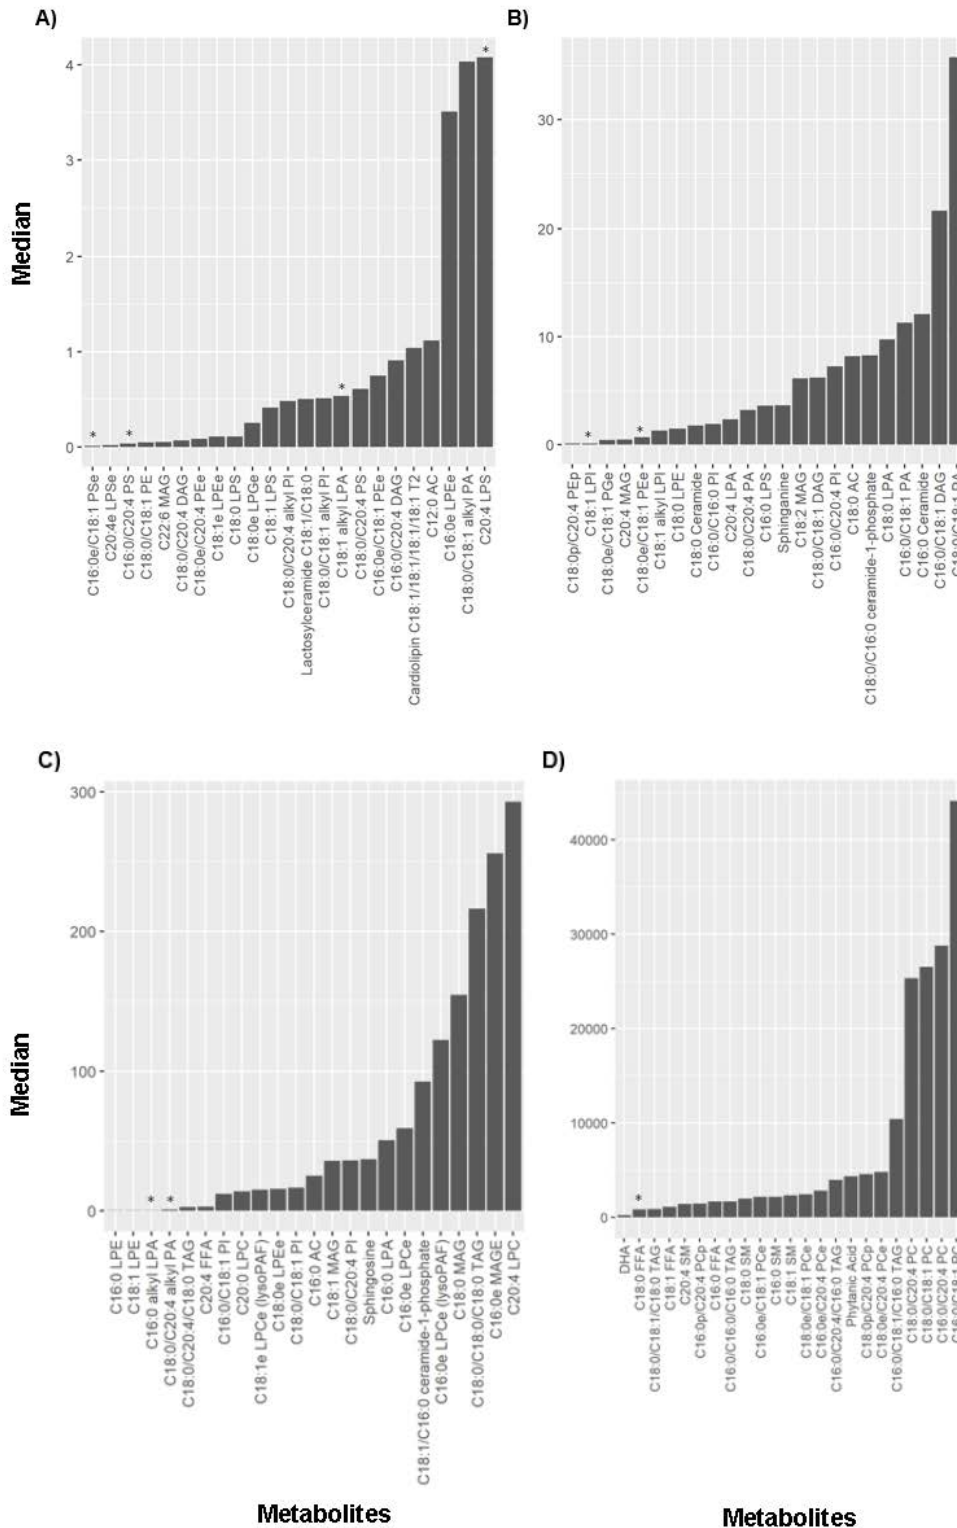 A)
Median
4
3
2
1
0
*
*
*
*
C16:0e/C18:1 PSe
C20:4e LPSe
C16:0/C20:4 PS
C18:0/C18:1 PE
C22:6 MAG
C18:0/C20:4 DAG
C18:0e/C20:4 PEe
C18:1e LPEe
C18:0 LPS
C18:0e LPGe
C18:1 LPS
C18:0/C20:4 alkyl PI
Lactosylceramide C18:1/C18:0
C18:0/C18:1 alkyl PI
C18:1 alkyl LPA
C18:0/C20:4 PS
C16:0e/C18:1 PEe
C16:0/C20:4 DAG
Cardiolipin C18:1/18:1/18:1/18:1 T2
C12:0 AC
C16:0e LPEe
C18:0/C18:1 alkyl PA
C20:4 LPS
B)
30
20
10
0
*
*
C18:0p/C20:4 PEp
C18:1 LPI
C18:0e/C18:1 PGe
C20:4 MAG
C18:0e/C18:1 PEe
C18:1 alkyl LPI
C18:0 LPE
C18:0 Ceramide
C16:0/C16:0 PI
C20:4 LPA
C18:0/C20:4 PA
C16:0 LPS
Sphinganine
C18:2 MAG
C18:0/C18:1 DAG
C16:0/C20:4 PI
C18:0 AC
C18:0/C16:0 ceramide-1-phosphate
C18:0 LPA
C16:0/C18:1 PA
C16:0 Ceramide
C16:0/C18:1 DAG
C18:0/C18:1 PA
C)
Median
300
200
100
0
*
*
C16:0 LPE
C18:1 LPE
C16:0 alkyl LPA
C18:0/C20:4 alkyl PA
C18:0/C20:4/C18:0 TAG
C20:4 FFA
C16:0/C18:1 PI
C20:0 LPC
C18:1e LPCe (lysoPAF)
C18:0e LPEe
C18:0/C18:1 PI
C16:0 AC
C18:1 MAG
C18:0/C20:4 PI
Sphingosine
C16:0 LPA
C16:0e LPCe
C18:1/C16:0 ceramide-1-phosphate
C16:0e LPCe (lysoPAF)
C18:0 MAG
C18:0/C18:0/C18:0 TAG
C16:0e MAGE
C20:4 LPC
Metabolites
D)
40000
30000
20000
10000
0
*
DHA
C18:0 FFA
C18:0/C18:1/C18:0 TAG
C18:1 FFA
C20:4 SM
C16:0p/C20:4 PCp
C16:0 FFA
C16:0/C16:0/C16:0 TAG
C18:0 SM
C16:0e/C18:1 PCe
C16:0 SM
C18:1 SM
C18:0e/C18:1 PCe
C16:0e/C20:4 PCe
C16:0/C20:4/C16:0 TAG
Phytanic Acid
C18:0p/C20:4 PCp
C18:0e/C20:4 PCe
C16:0/C18:1/C16:0 TAG
C18:0/C20:4 PC
C18:0/C18:1 PC
C16:0/C20:4 PC
C16:0/C18:1 PC
Metabolites